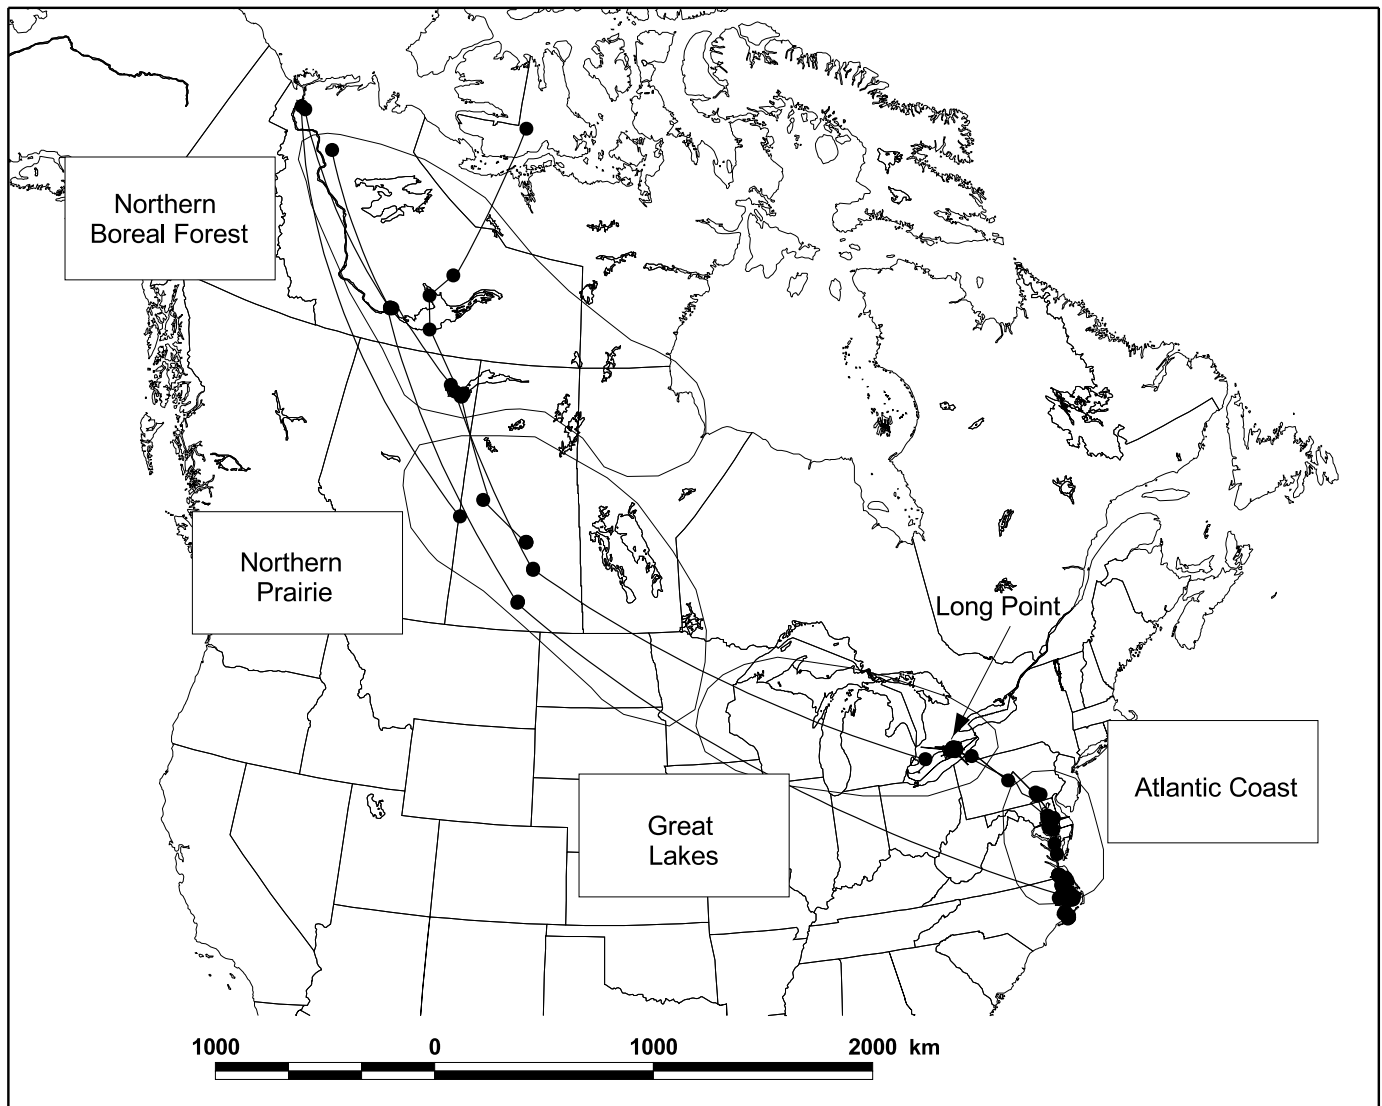 Northern
Boreal Forest
Northern
Prairie
Long Point
Great
Lakes
Atlantic Coast
1000 0 1000 2000 km